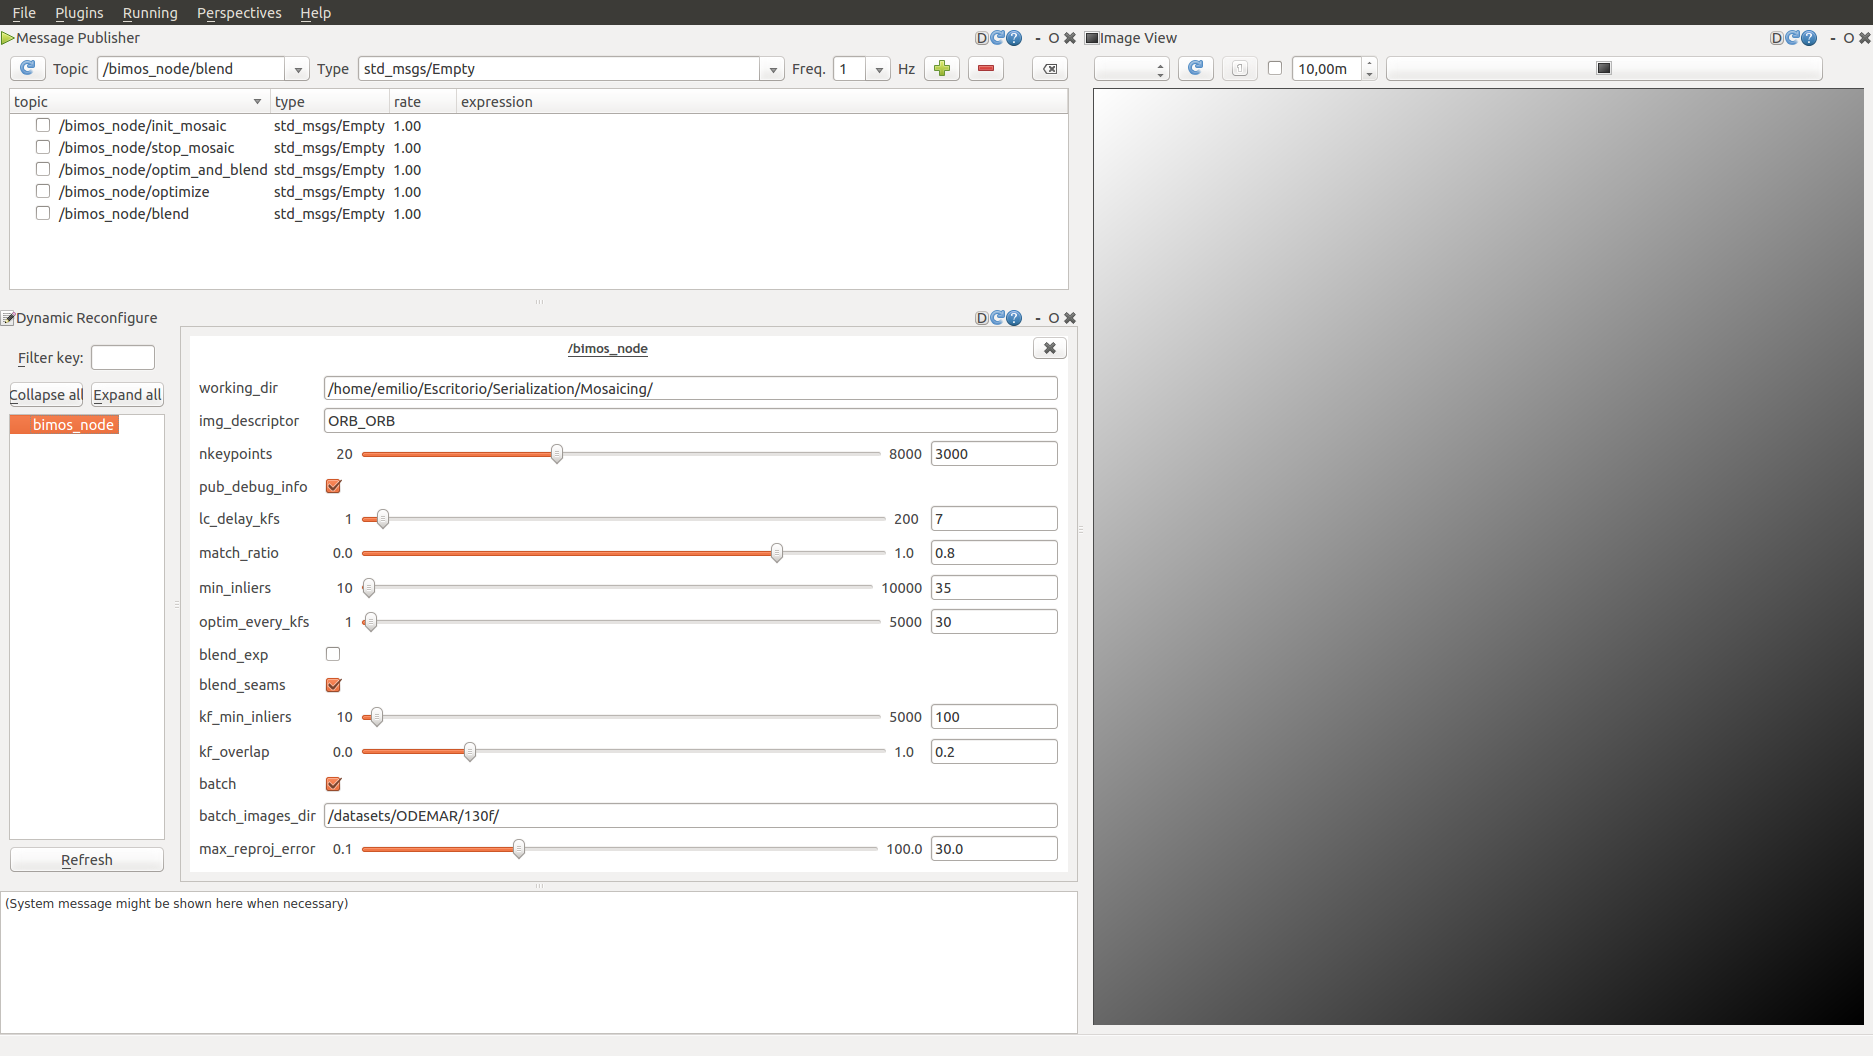 File Plugins Running Perspectives Help
Message Publisher
D - O
Topic /bimos_node/blend Type std_msgs/Empty Freq. 1 Hz
topic type rate expression
/bimos_node/init_mosaic std_msgs/Empty 1.00
/bimos_node/stop_mosaic std_msgs/Empty 1.00
/bimos_node/optim_and_blend std_msgs/Empty 1.00
/bimos_node/optimize std_msgs/Empty 1.00
/bimos_node/blend std_msgs/Empty 1.00
Dynamic Reconfigure
D - O
Filter key:
Collapse all Expand all
bimos_node
Refresh
/bimos_node
working_dir /home/emilio/Escritorio/Serialization/Mosaicing/
img_descriptor ORB_ORB
nkeypoints 20 8000 3000
pub_debug_info
lc_delay_kfs 1 200 7
match_ratio 0.0 1.0 0.8
min_inliers 10 10000 35
optim_every_kfs 1 5000 30
blend_exp
blend_seams
kf_min_inliers 10 5000 100
kf_overlap 0.0 1.0 0.2
batch
batch_images_dir /datasets/ODEMAR/130f/
max_reproj_error 0.1 100.0 30.0
(System message might be shown here when necessary)
Image View
D - O
10,00m